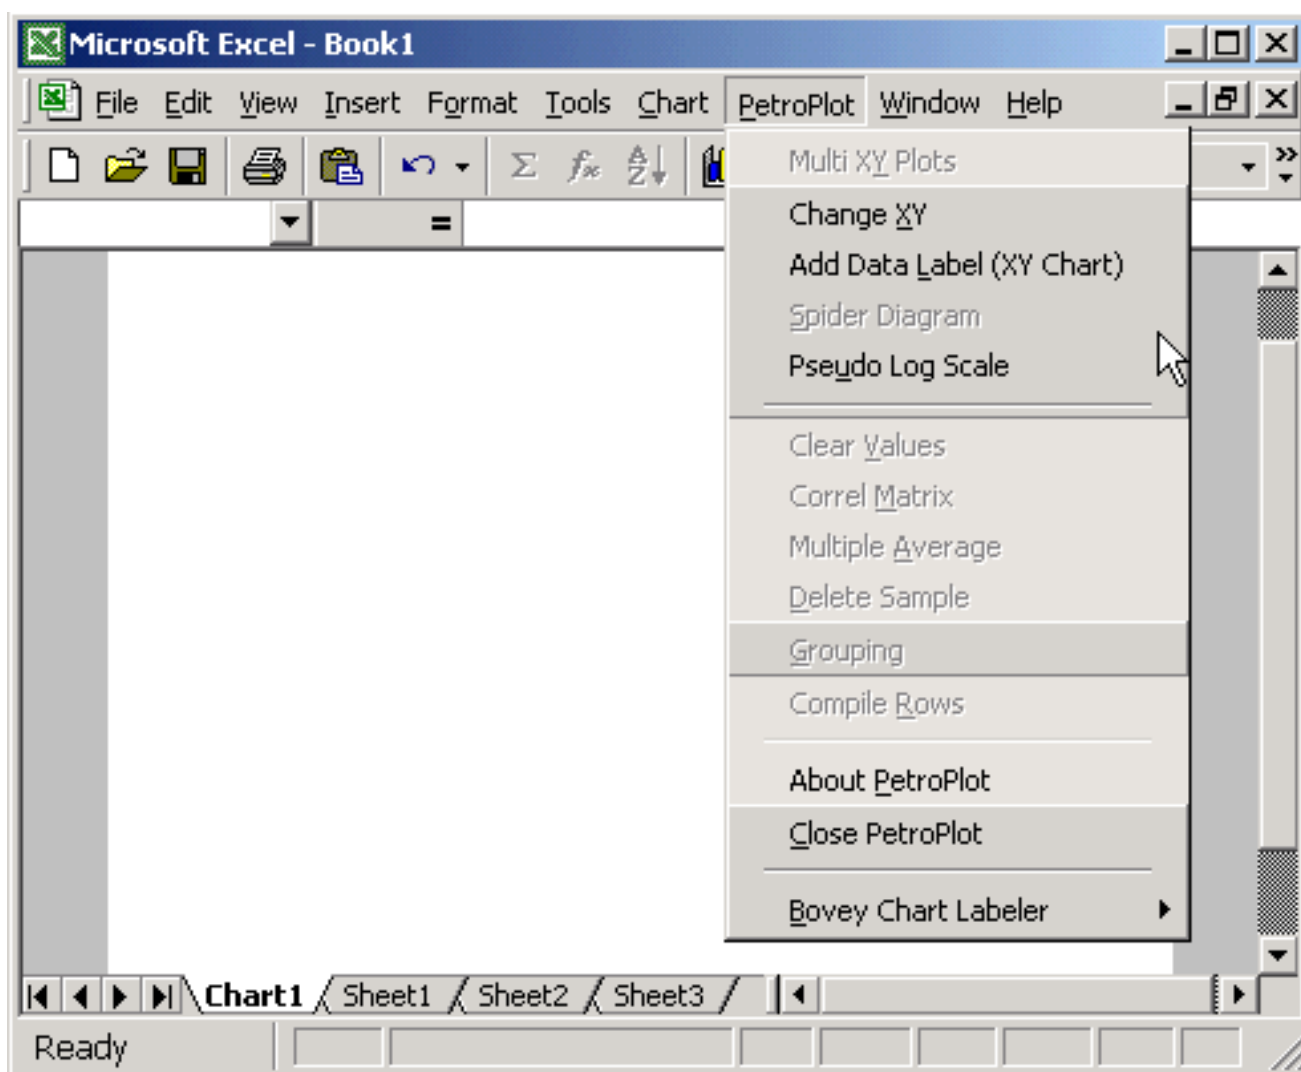 Microsoft Excel - Book1
File Edit View Insert Format Tools Chart PetroPlot Window Help
Multi XY Plots
Change XY
Add Data Label (XY Chart)
Spider Diagram
Pseudo Log Scale
Clear Values
Correl Matrix
Multiple Average
Delete Sample
Grouping
Compile Rows
About PetroPlot
Close PetroPlot
Bovey Chart Labeler
Chart1 Sheet1 Sheet2 Sheet3
Ready